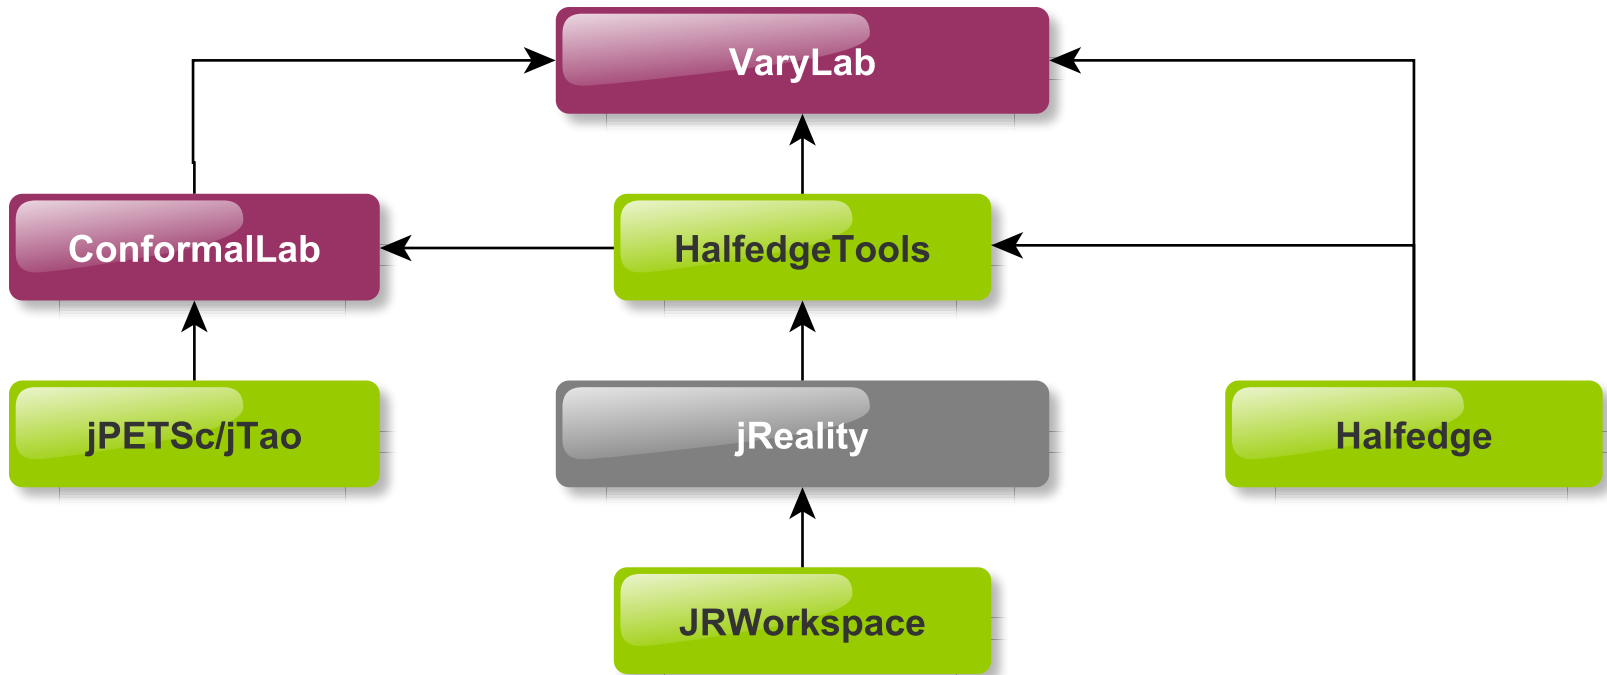 VaryLab
ConformalLab
HalfedgeTools
jPETSc/jTao
jReality
Halfedge
JRWorkspace